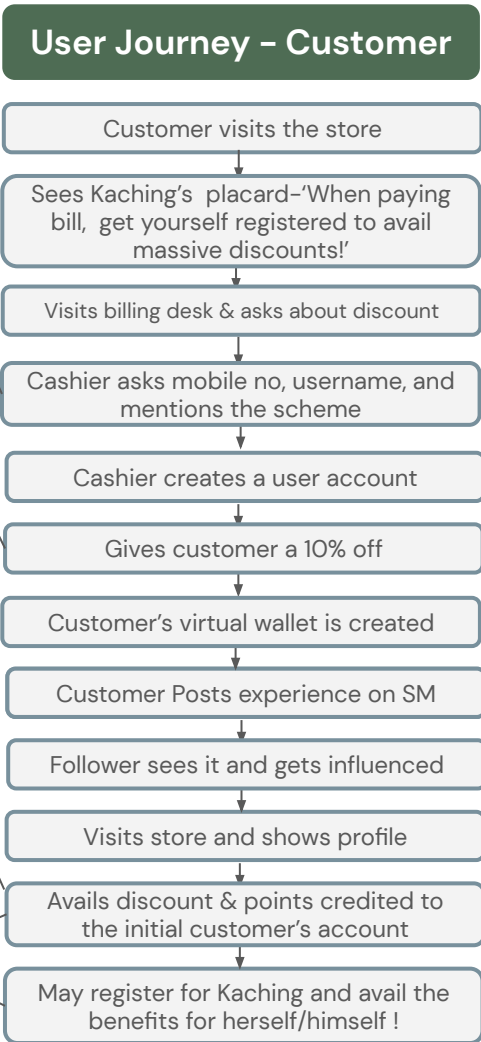 User Journey - Customer
Customer visits the store
Sees Kaching's  placard-'When paying
bill,  get yourself registered to avail
massive discounts!'
Visits billing desk & asks about discount
Cashier asks mobile no, username, and
mentions the scheme
Cashier creates a user account
Gives customer a 10% off
Customer's virtual wallet is created
Customer Posts experience on SM
Follower sees it and gets influenced
Visits store and shows profile
Avails discount & points credited to
the initial customer's account
May register for Kaching and avail the
benefits for herself/himself !